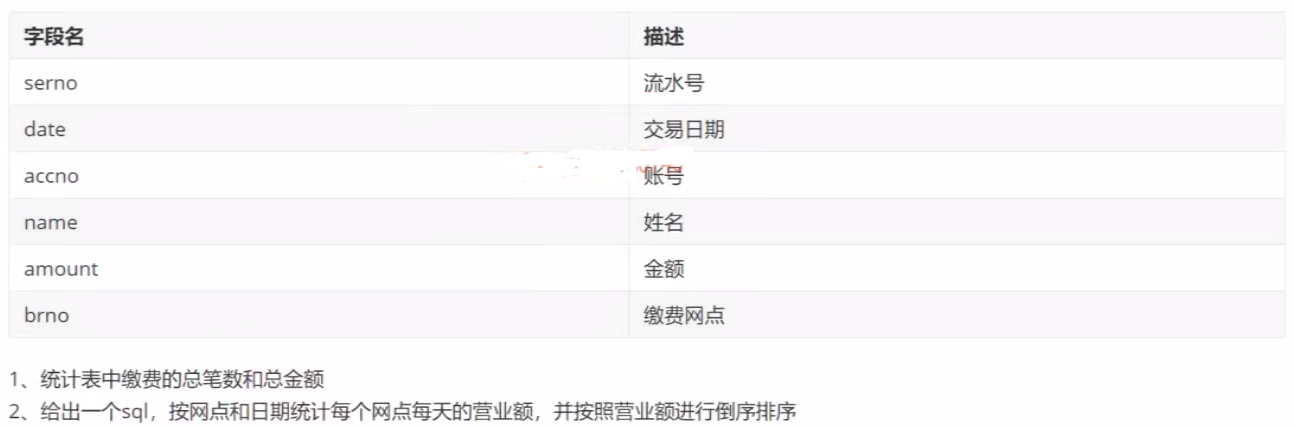 字段名 描述
serno 流水号
date 交易日期
accno 账号
name 姓名
amount 金额
brno 缴费网点
1、统计表中缴费的总笔数和总金额
2、给出一个sql，按网点和日期统计每个网点每天的营业额，并按照营业额进行倒序排序